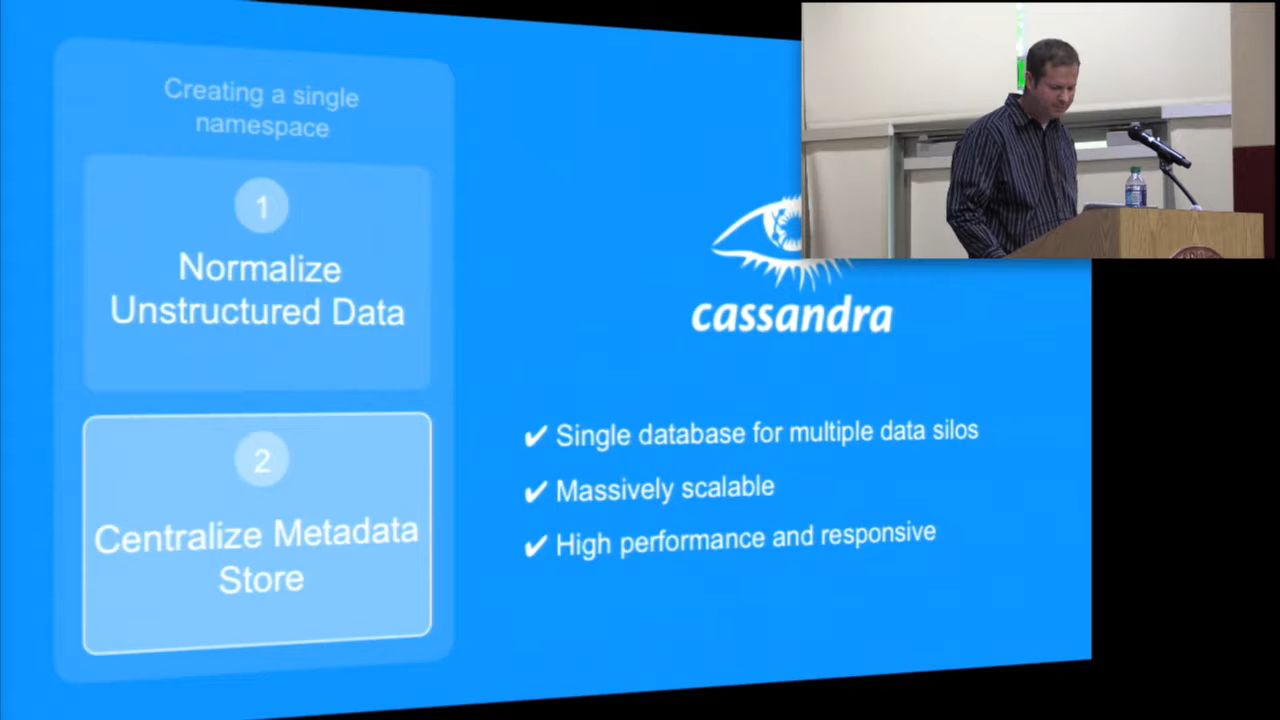 Creating a single
namespace
1
Normalize
Unstructured Data
2
Centralize Metadata
Store
cassandra
✔ Single database for multiple data silos
✔ Massively scalable
✔ High performance and responsive